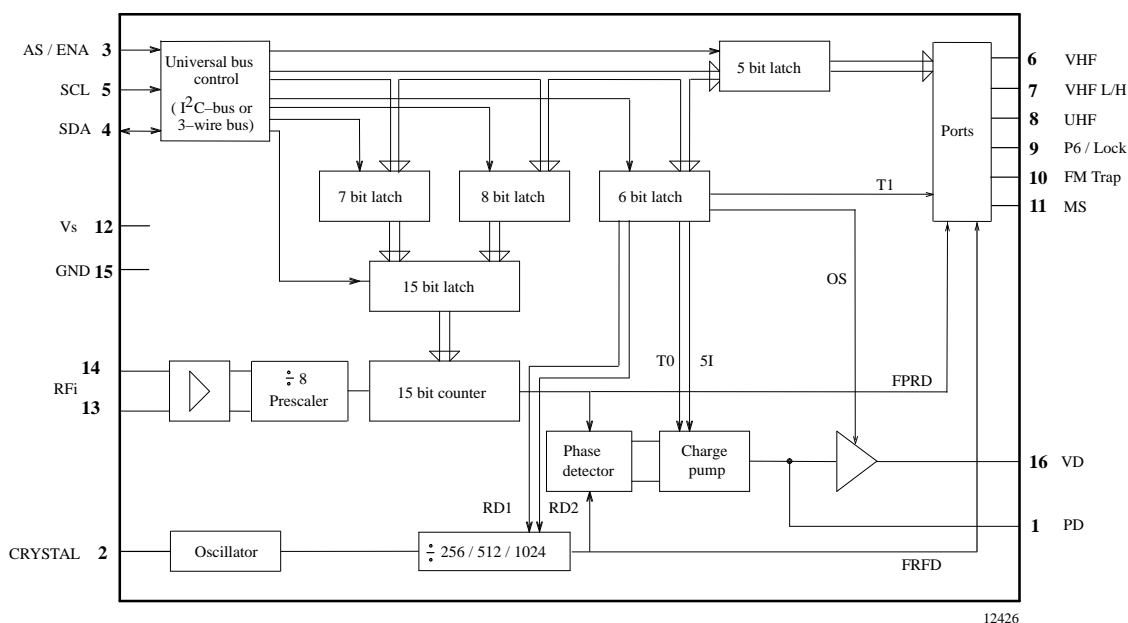 AS / ENA 3
SCL 5
SDA 4
Vs 12
GND 15
14
RFi
13
CRYSTAL 2
Universal bus
control
( I2C–bus or
3–wire bus)
5 bit latch
7 bit latch
8 bit latch
6 bit latch
15 bit latch
Ports
6 VHF
7 VHF L/H
8 UHF
9 P6 / Lock
10 FM Trap
11 MS
T1
OS
T0
5I
÷ 8
Prescaler
15 bit counter
FPRD
Phase
detector
Charge
pump
16 VD
RD1
RD2
1 PD
Oscillator
÷ 256 / 512 / 1024
FRFD
12426